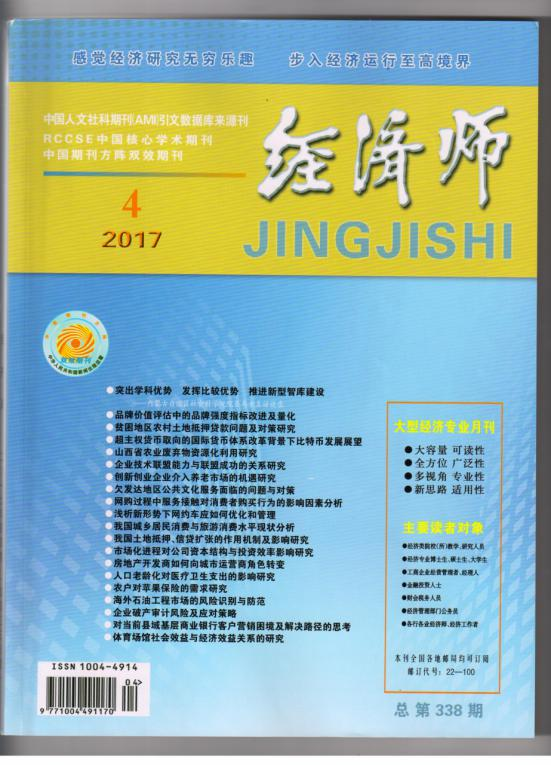 感觉经济研究无穷乐趣 步入经济运行至高境界
中国人文社科期刊(AMI)引文数据库来源刊
RCCSE中国核心学术期刊
中国期刊方阵双效期刊
经济师
4
2017
JINGJISHI
双效期刊
突出学科优势 发挥比较优势 推进新型智库建设
品牌价值评估中的品牌强度指标改进及量化
贫困地区农村土地抵押贷款问题及对策研究
超主权货币取向的国际货币体系改革背景下比特币发展展望
山西省农业废弃物资源化利用研究
企业技术联盟能力与联盟成功的关系研究
创新创业企业介入养老市场的机遇研究
欠发达地区公共文化服务面临的问题与对策
网购过程中服务接触对消费者购买行为的影响因素分析
浅析新形势下网约车应如何优化和管理
我国城乡居民消费与旅游消费水平现状分析
我国土地抵押、信贷扩张的作用机制及影响研究
市场化进程对公司资本结构与投资效率影响研究
房地产开发商如何向城市运营商角色转变
人口老龄化对医疗卫生支出的影响研究
农户对苹果保险的需求研究
海外石油工程市场的风险识别与防范
企业破产审计风险及应对策略
对当前县域基层商业银行客户营销困境及解决路径的思考
体育场馆社会效益与经济效益关系的研究
大型经济专业月刊
大容量 可读性
全方位 广泛性
多视角 专业性
新思路 适用性
主要读者对象
经济类院校(所)教学、研究人员
经济专业博士生、硕士生、大学生
工商企业经营管理者、经理人
金融投资人士
财会税务人员
经济管理部门公务员
各行各业经济师、经济工作者
本刊全国各地邮局均可订阅
邮订代号：22—100
ISSN 1004-4914
04>
9 771004 491170
总第338期